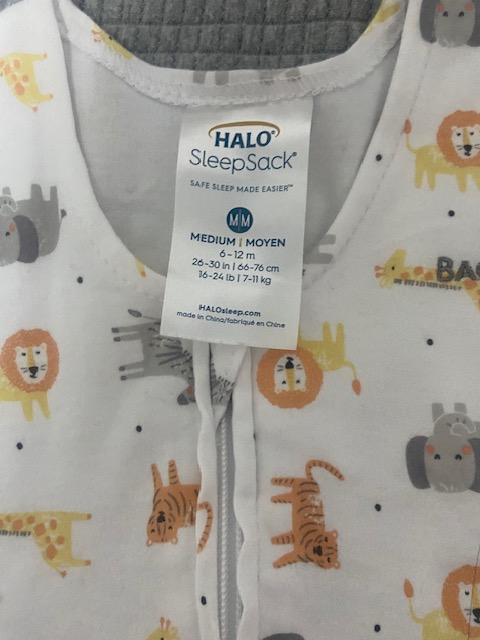 HALO®
SleepSack®
SAFE SLEEP MADE EASIER™
M|M
MEDIUM | MOYEN
6-12 m
26-30 in | 66-76 cm
16-24 lb | 7-11 kg
HALOsleep.com
made in China/fabriqué en Chine